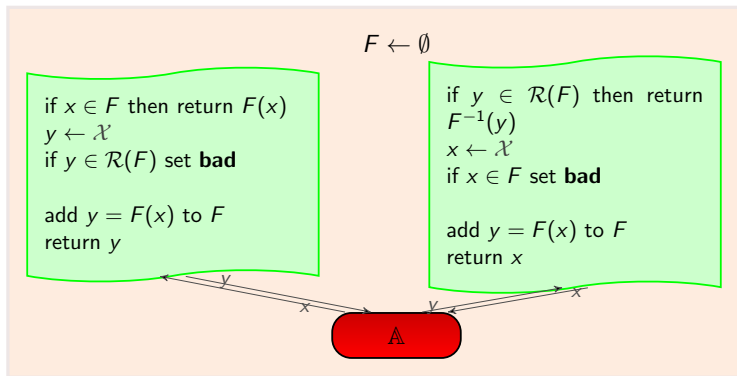 F ← ∅
if x ∈ F then return F(x)
y ← 𝒳
if y ∈ ℛ(F) set bad
add y = F(x) to F
return y
if y ∈ ℛ(F) then return
F⁻¹(y)
x ← 𝒳
if x ∈ F set bad
add y = F(x) to F
return x
y
x
y
x
𝔸